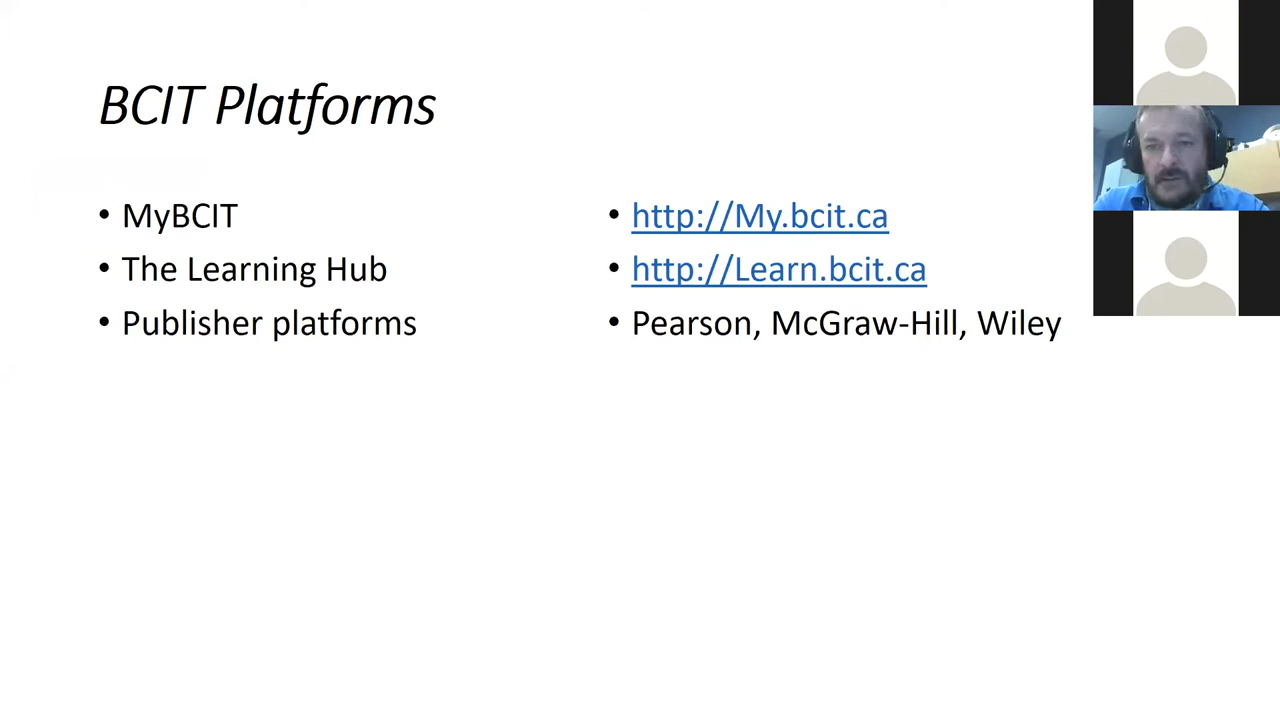 BCIT Platforms
• MyBCIT
• The Learning Hub
• Publisher platforms
• http://My.bcit.ca
• http://Learn.bcit.ca
• Pearson, McGraw-Hill, Wiley